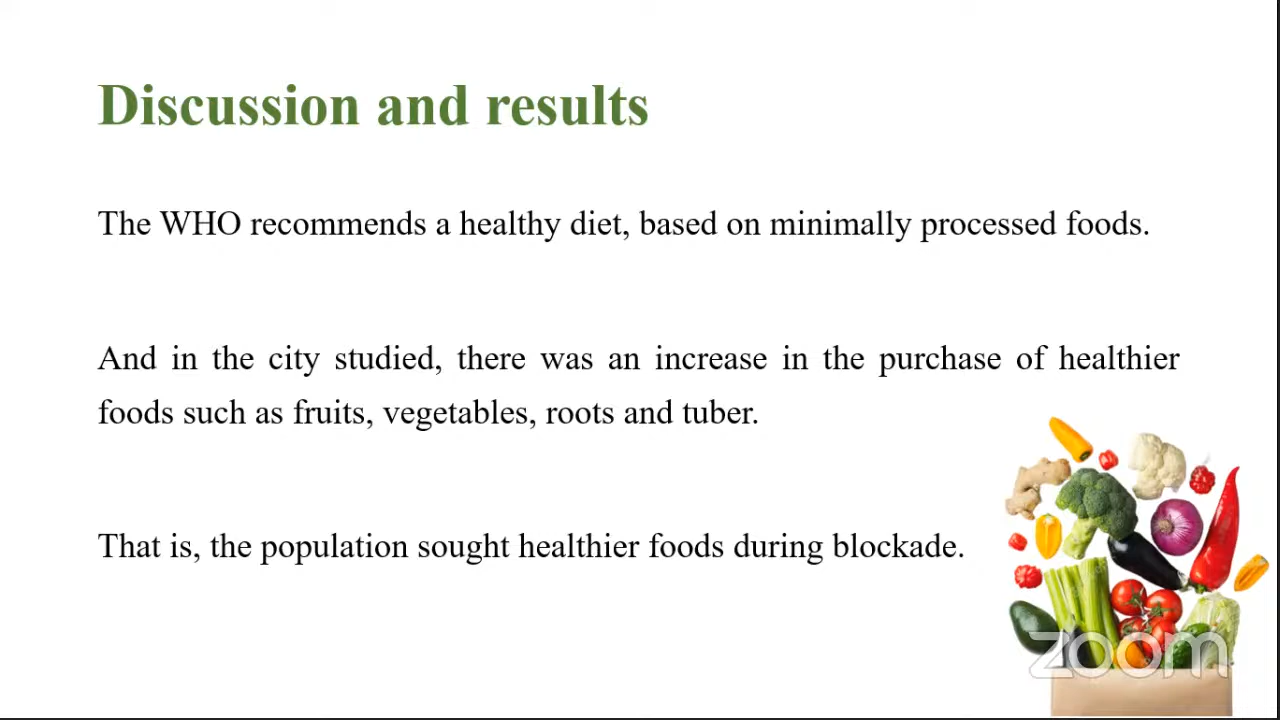 Discussion and results
The WHO recommends a healthy diet, based on minimally processed foods.
And in the city studied, there was an increase in the purchase of healthier
foods such as fruits, vegetables, roots and tuber.
That is, the population sought healthier foods during blockade.
zoom